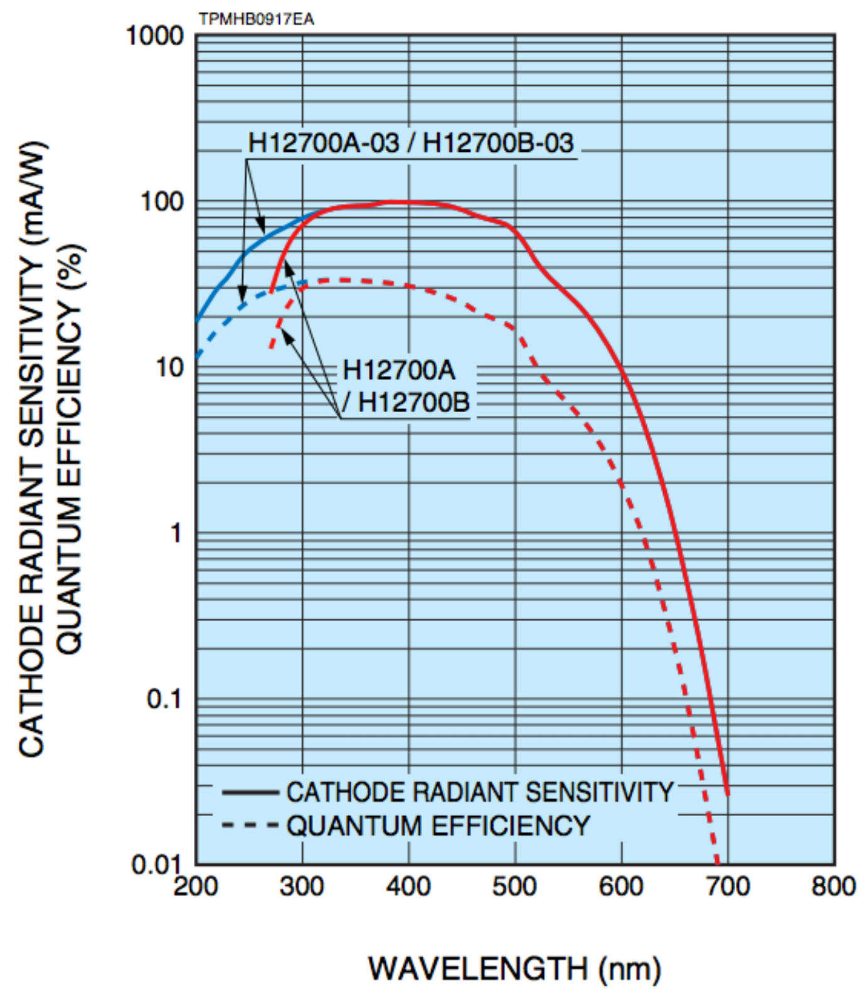 TPMHB0917EA
CATHODE RADIANT SENSITIVITY (mA/W)
QUANTUM EFFICIENCY (%)
1000
100
10
1
0.1
0.01
H12700A-03 / H12700B-03
H12700A
/ H12700B
CATHODE RADIANT SENSITIVITY
QUANTUM EFFICIENCY
200 300 400 500 600 700 800
WAVELENGTH (nm)